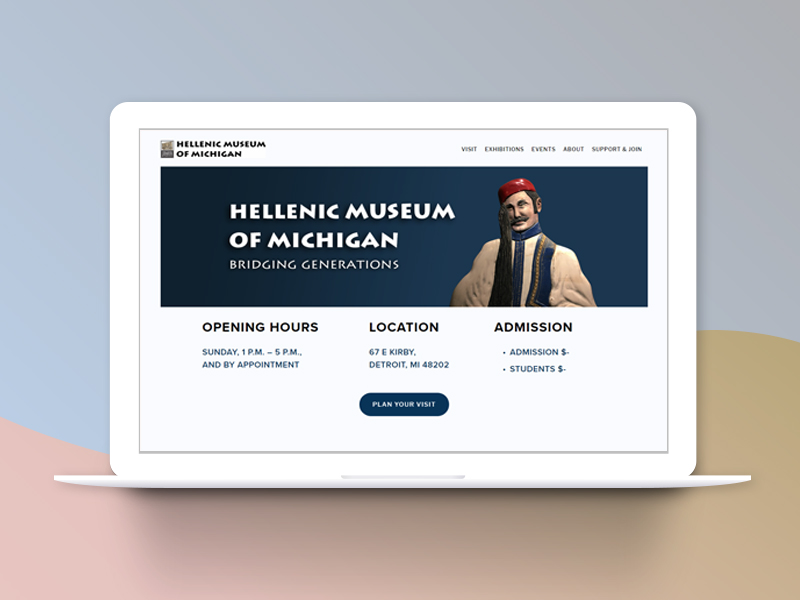 HELLENIC MUSEUM
OF MICHIGAN
VISIT EXHIBITIONS EVENTS ABOUT SUPPORT & JOIN
HELLENIC MUSEUM
OF MICHIGAN
BRIDGING GENERATIONS
OPENING HOURS
SUNDAY, 1 P.M. – 5 P.M.,
AND BY APPOINTMENT
LOCATION
67 E KIRBY,
DETROIT, MI 48202
ADMISSION
• ADMISSION $-
• STUDENTS $-
PLAN YOUR VISIT